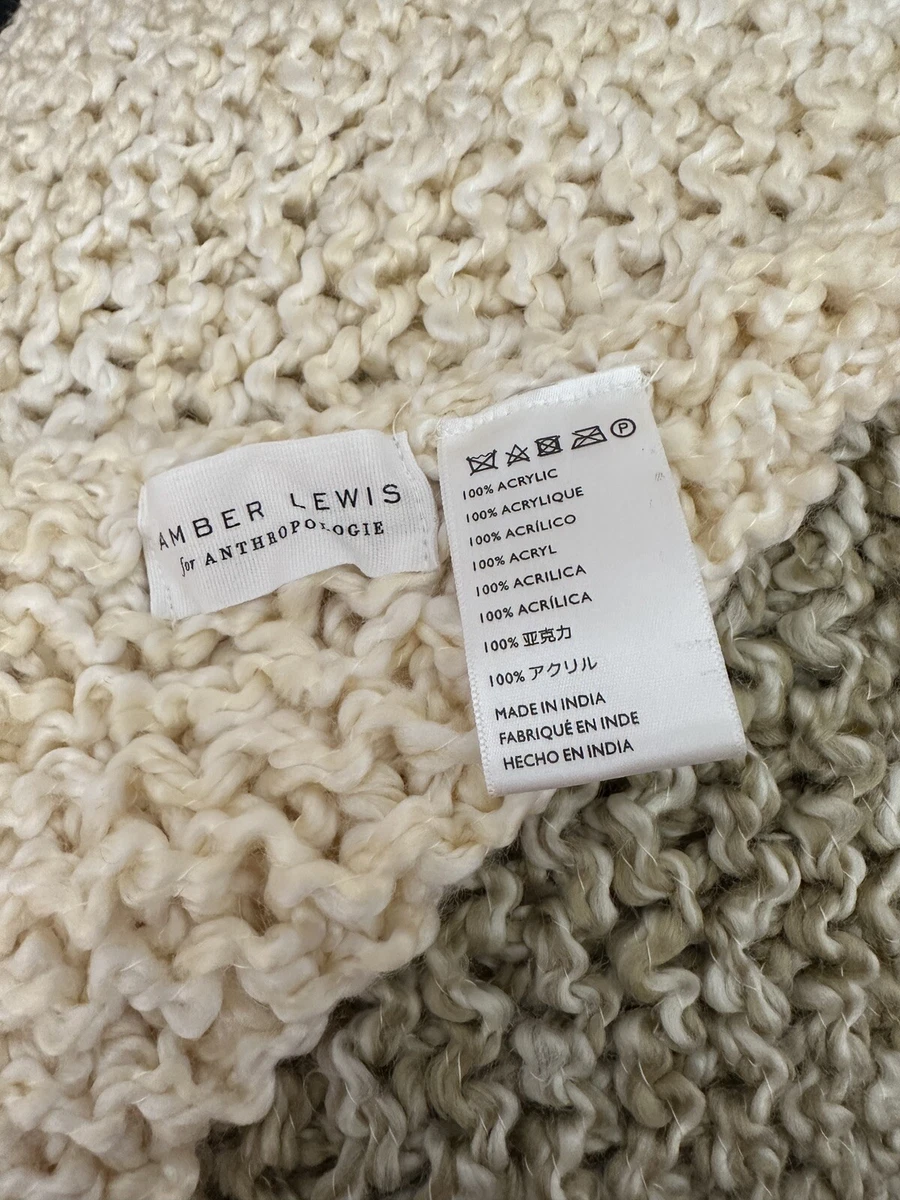 AMBER LEWIS
for ANTHROPOLOGIE
P
100% ACRYLIC
100% ACRYLIQUE
100% ACRÍLICO
100% ACRYL
100% ACRILICA
100% ACRÍLICA
100% 亚克力
100% アクリル
MADE IN INDIA
FABRIQUÉ EN INDE
HECHO EN INDIA